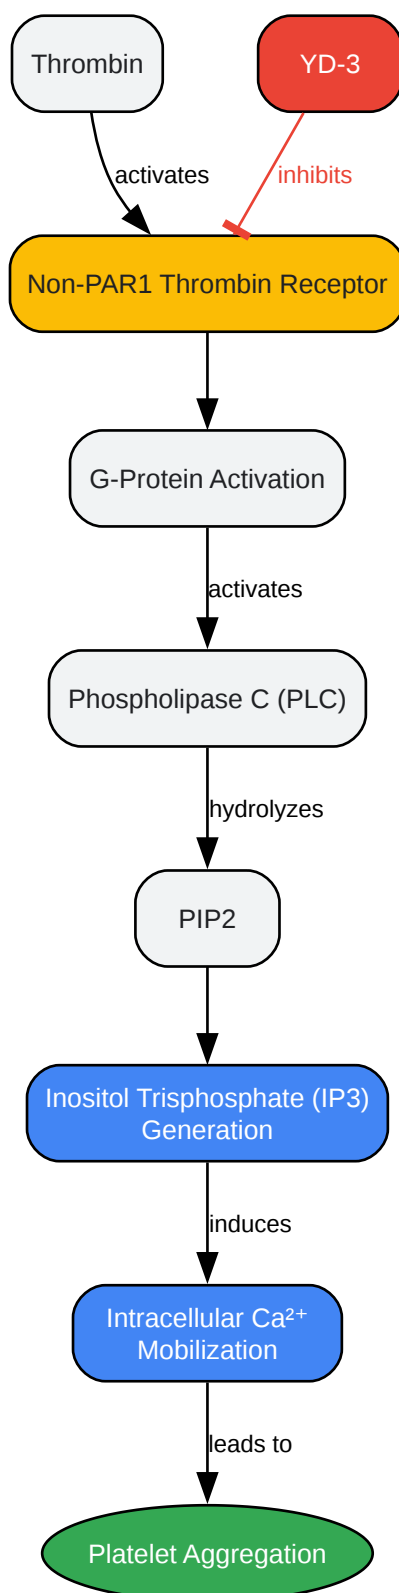 Thrombin
YD-3
activates
inhibits
Non-PAR1 Thrombin Receptor
G-Protein Activation
activates
Phospholipase C (PLC)
hydrolyzes
PIP2
Inositol Trisphosphate (IP3)
Generation
induces
Intracellular Ca²⁺
Mobilization
leads to
Platelet Aggregation